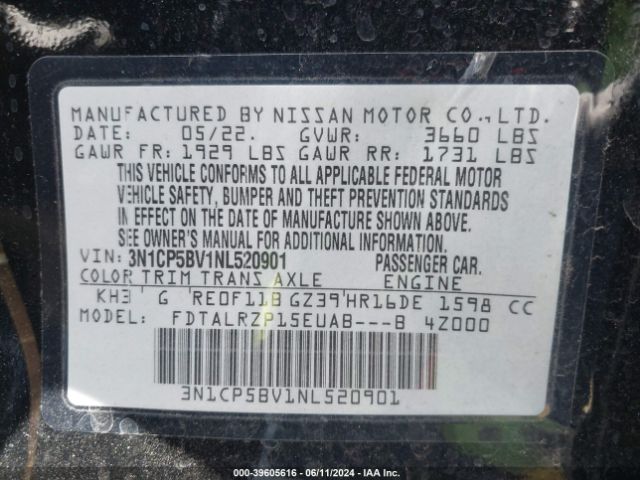 MANUFACTURED BY NISSAN MOTOR CO., LTD.
DATE: 05/22. GVWR: 3660 LBS
GAWR FR: 1929 LBS GAWR RR: 1731 LBS
THIS VEHICLE CONFORMS TO ALL APPLICABLE FEDERAL MOTOR
VEHICLE SAFETY, BUMPER AND THEFT PREVENTION STANDARDS
IN EFFECT ON THE DATE OF MANUFACTURE SHOWN ABOVE.
SEE OWNER'S MANUAL FOR ADDITIONAL INFORMATION.
VIN: 3N1CP5BV1NL520901 PASSENGER CAR.
COLOR TRIM TRANS AXLE ENGINE
KH3 G RE0F11B GZ39 HR16DE 1598 CC
MODEL: FDTALRZP15EUAB---B 4Z000
3N1CP5BV1NL520901
000-39605616 - 06/11/2024 - IAA Inc.